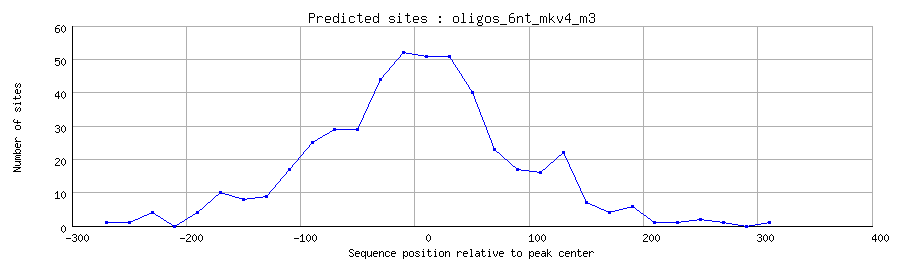 Predicted sites : oligos_6nt_mkv4_m3
60
50
40
30
20
10
0
Number of sites
-300 -200 -100 0 100 200 300 400
Sequence position relative to peak center